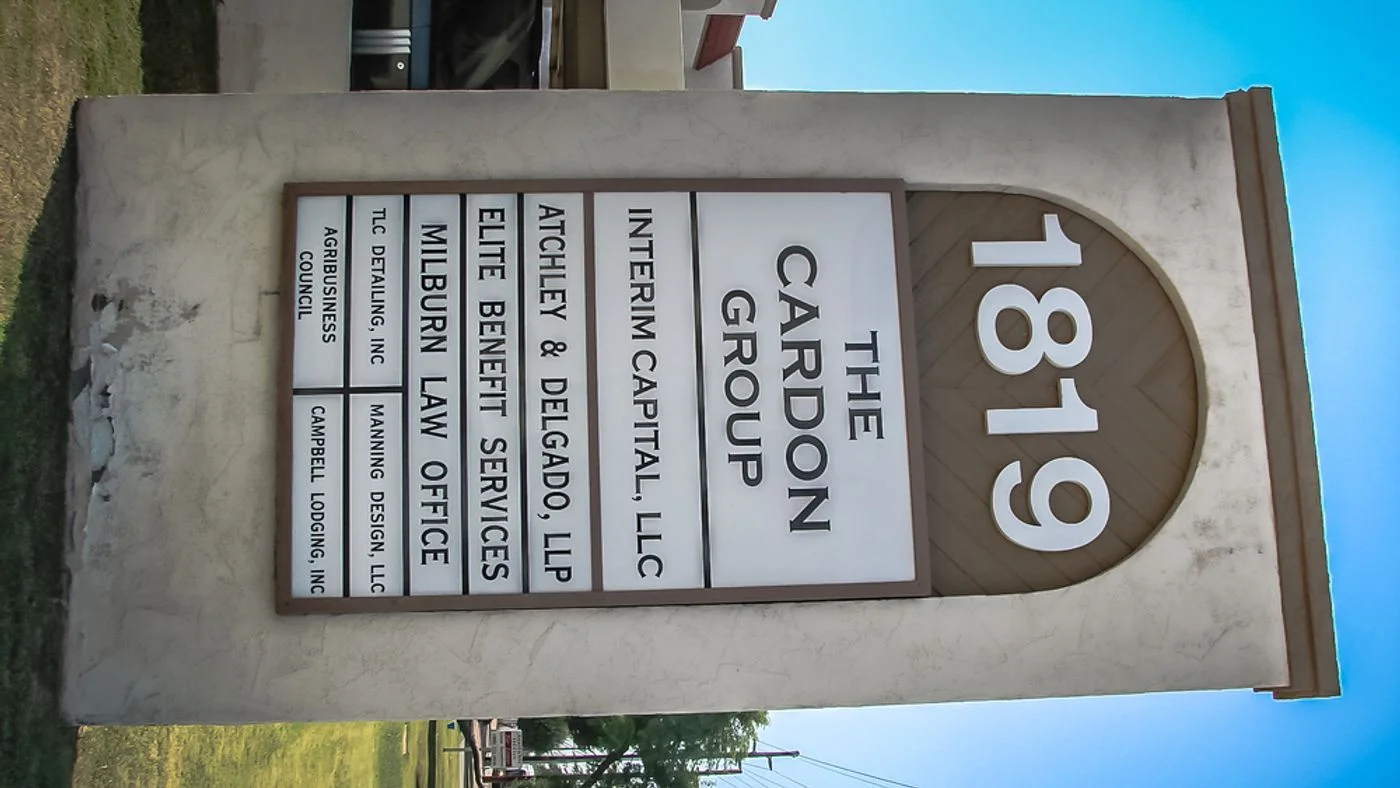 1819
THE
CARDON
GROUP
INTERIM CAPITAL, LLC
ATCHLEY & DELGADO, LLP
ELITE BENEFIT SERVICES
MILBURN LAW OFFICE
TLC DETAILING, INC
MANNING DESIGN, LLC
AGRIBUSINESS
COUNCIL
CAMPBELL LODGING, INC